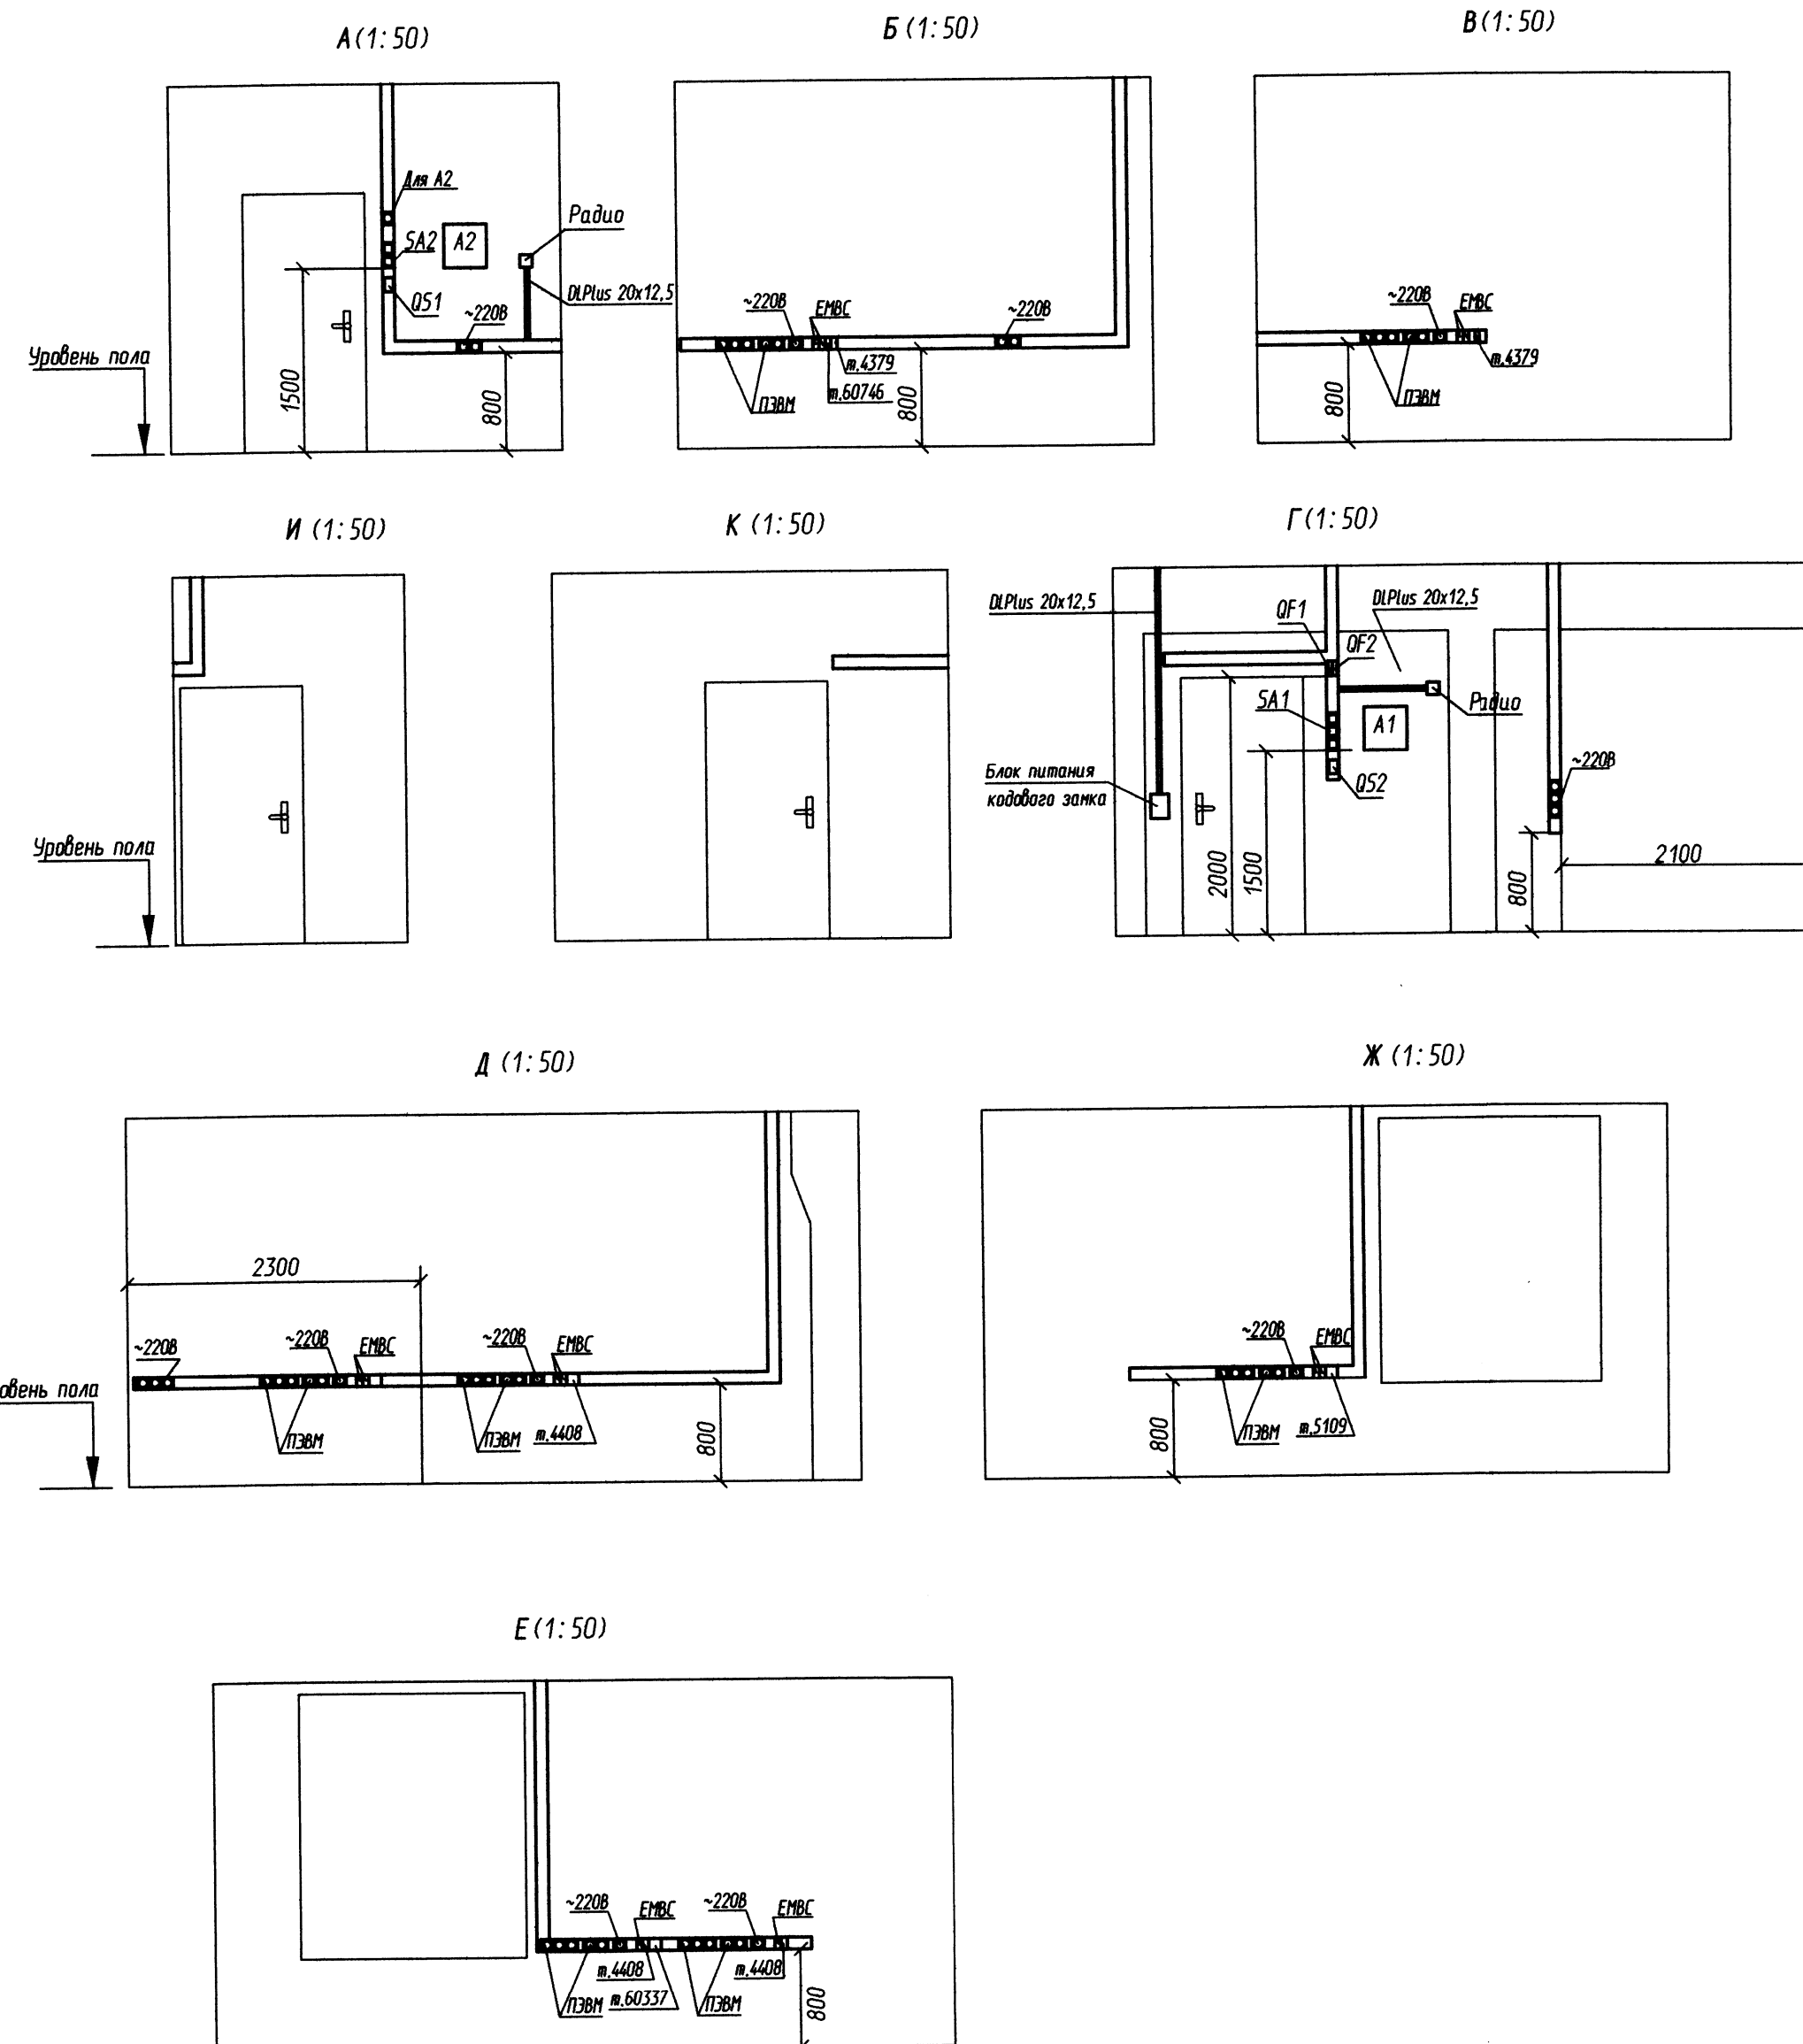 А (1:50)
Б (1:50)
В (1:50)
Для А2
SA2
А2
Радио
QS1
DLPlus 20x12,5
~220В
Уровень пола
1500
800
~220В
ЕМВС
~220В
т.4379
т.60746
ПЭВМ
800
~220В
ЕМВС
т.4379
ПЭВМ
800
И (1:50)
К (1:50)
Г (1:50)
Уровень пола
DLPlus 20x12,5
QF1
DLPlus 20x12,5
QF2
SA1
А1
Радио
Блок питания
кодового замка
QS2
~220В
2000
1500
800
2100
Д (1:50)
Ж (1:50)
2300
~220В
~220В
ЕМВС
~220В
ЕМВС
овень пола
ПЭВМ
ПЭВМ
т.4408
800
~220В
ЕМВС
ПЭВМ
т.5109
800
Е (1:50)
~220В
ЕМВС
~220В
ЕМВС
т.4408
т.4408
ПЭВМ
т.60337
ПЭВМ
800